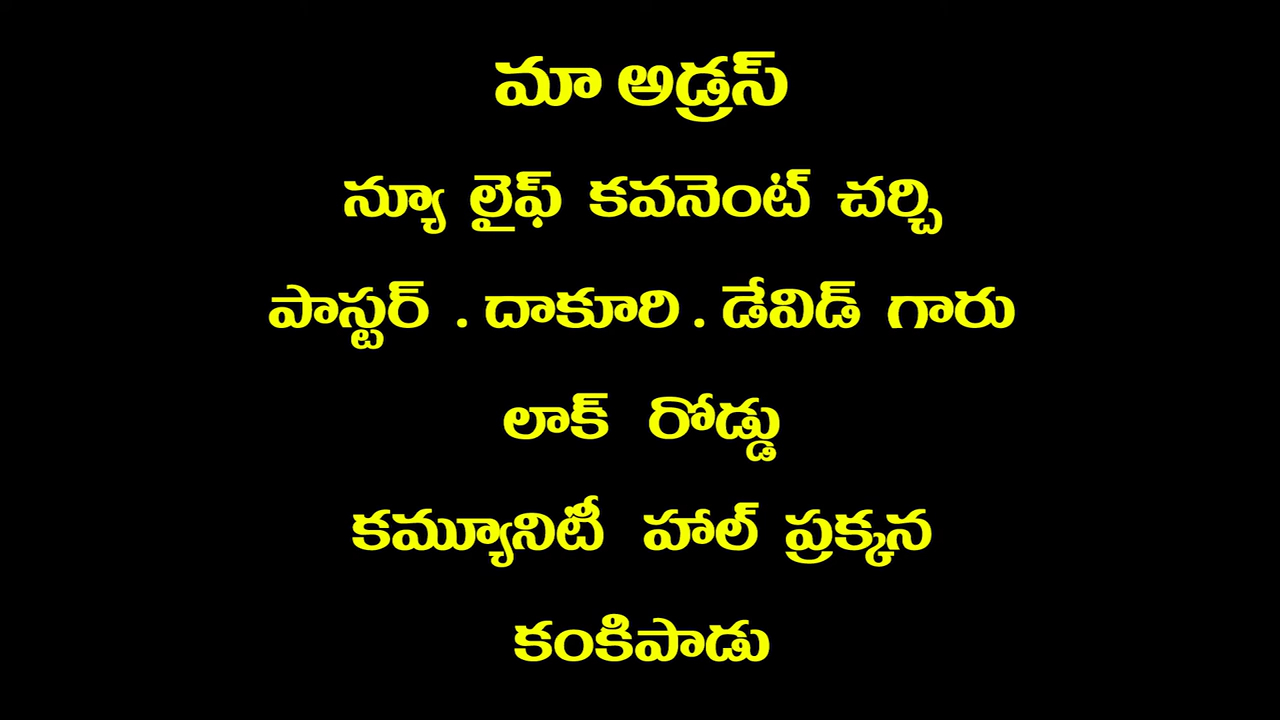 మా అడ్రస్
న్యూ లైఫ్ కవనెంట్ చర్చి
పాస్టర్ . దాకూరి . డేవిడ్ గారు
లాక్ రోడ్డు
కమ్యూనిటీ హాల్ ప్రక్కన
కంకిపాడు